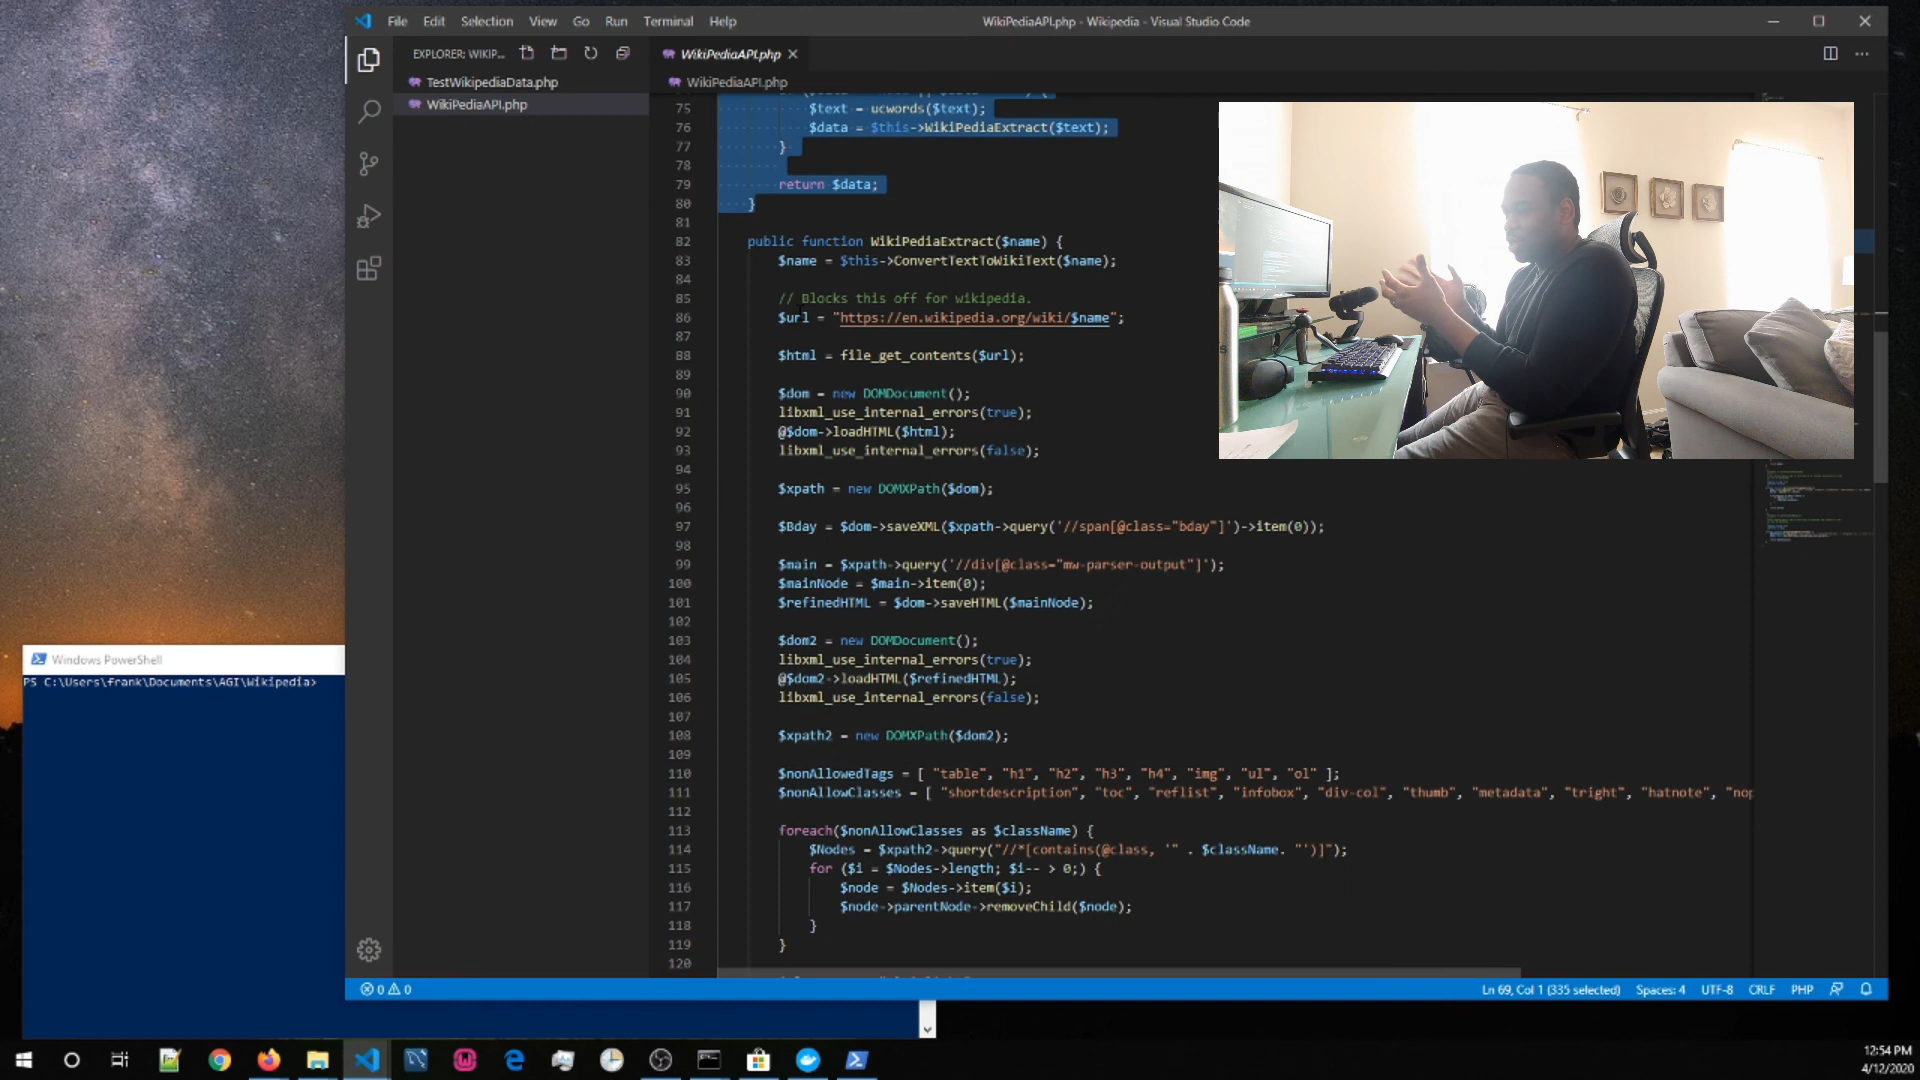 File Edit Selection View Go Run Terminal Help
WikiPediaAPI.php - Wikipedia - Visual Studio Code
EXPLORER: WIKIP...
WikiPediaAPI.php
TestWikipediaData.php
WikiPediaAPI.php
WikiPediaAPI.php
75 $text = ucwords($text);
76 $data = $this->WikiPediaExtract($text);
77 }
78
79 return $data;
80 }
81
82 public function WikiPediaExtract($name) {
83 $name = $this->ConvertTextToWikiText($name);
84
85 // Blocks this off for wikipedia.
86 $url = "https://en.wikipedia.org/wiki/$name";
87
88 $html = file_get_contents($url);
89
90 $dom = new DOMDocument();
91 libxml_use_internal_errors(true);
92 @$dom->loadHTML($html);
93 libxml_use_internal_errors(false);
94
95 $xpath = new DOMXPath($dom);
96
97 $Bday = $dom->saveXML($xpath->query('//span[@class="bday"]')->item(0));
98
99 $main = $xpath->query('//div[@class="mw-parser-output"]');
100 $mainNode = $main->item(0);
101 $refinedHTML = $dom->saveHTML($mainNode);
102
103 $dom2 = new DOMDocument();
104 libxml_use_internal_errors(true);
105 @$dom2->loadHTML($refinedHTML);
106 libxml_use_internal_errors(false);
107
108 $xpath2 = new DOMXPath($dom2);
109
110 $nonAllowedTags = [ "table", "h1", "h2", "h3", "h4", "img", "ul", "ol" ];
111 $nonAllowClasses = [ "shortdescription", "toc", "reflist", "infobox", "div-col", "thumb", "metadata", "tright", "hatnote", "nop
112
113 foreach($nonAllowClasses as $className) {
114 $Nodes = $xpath2->query("//*[contains(@class, '" . $className. "')]");
115 for ($i = $Nodes->length; $i-- > 0;) {
116 $node = $Nodes->item($i);
117 $node->parentNode->removeChild($node);
118 }
119 }
120
Windows PowerShell
PS C:\Users\frank\Documents\AGI\Wikipedia>
0 0
Ln 69, Col 1 (335 selected) Spaces: 4 UTF-8 CRLF PHP
12:54 PM
4/12/2020